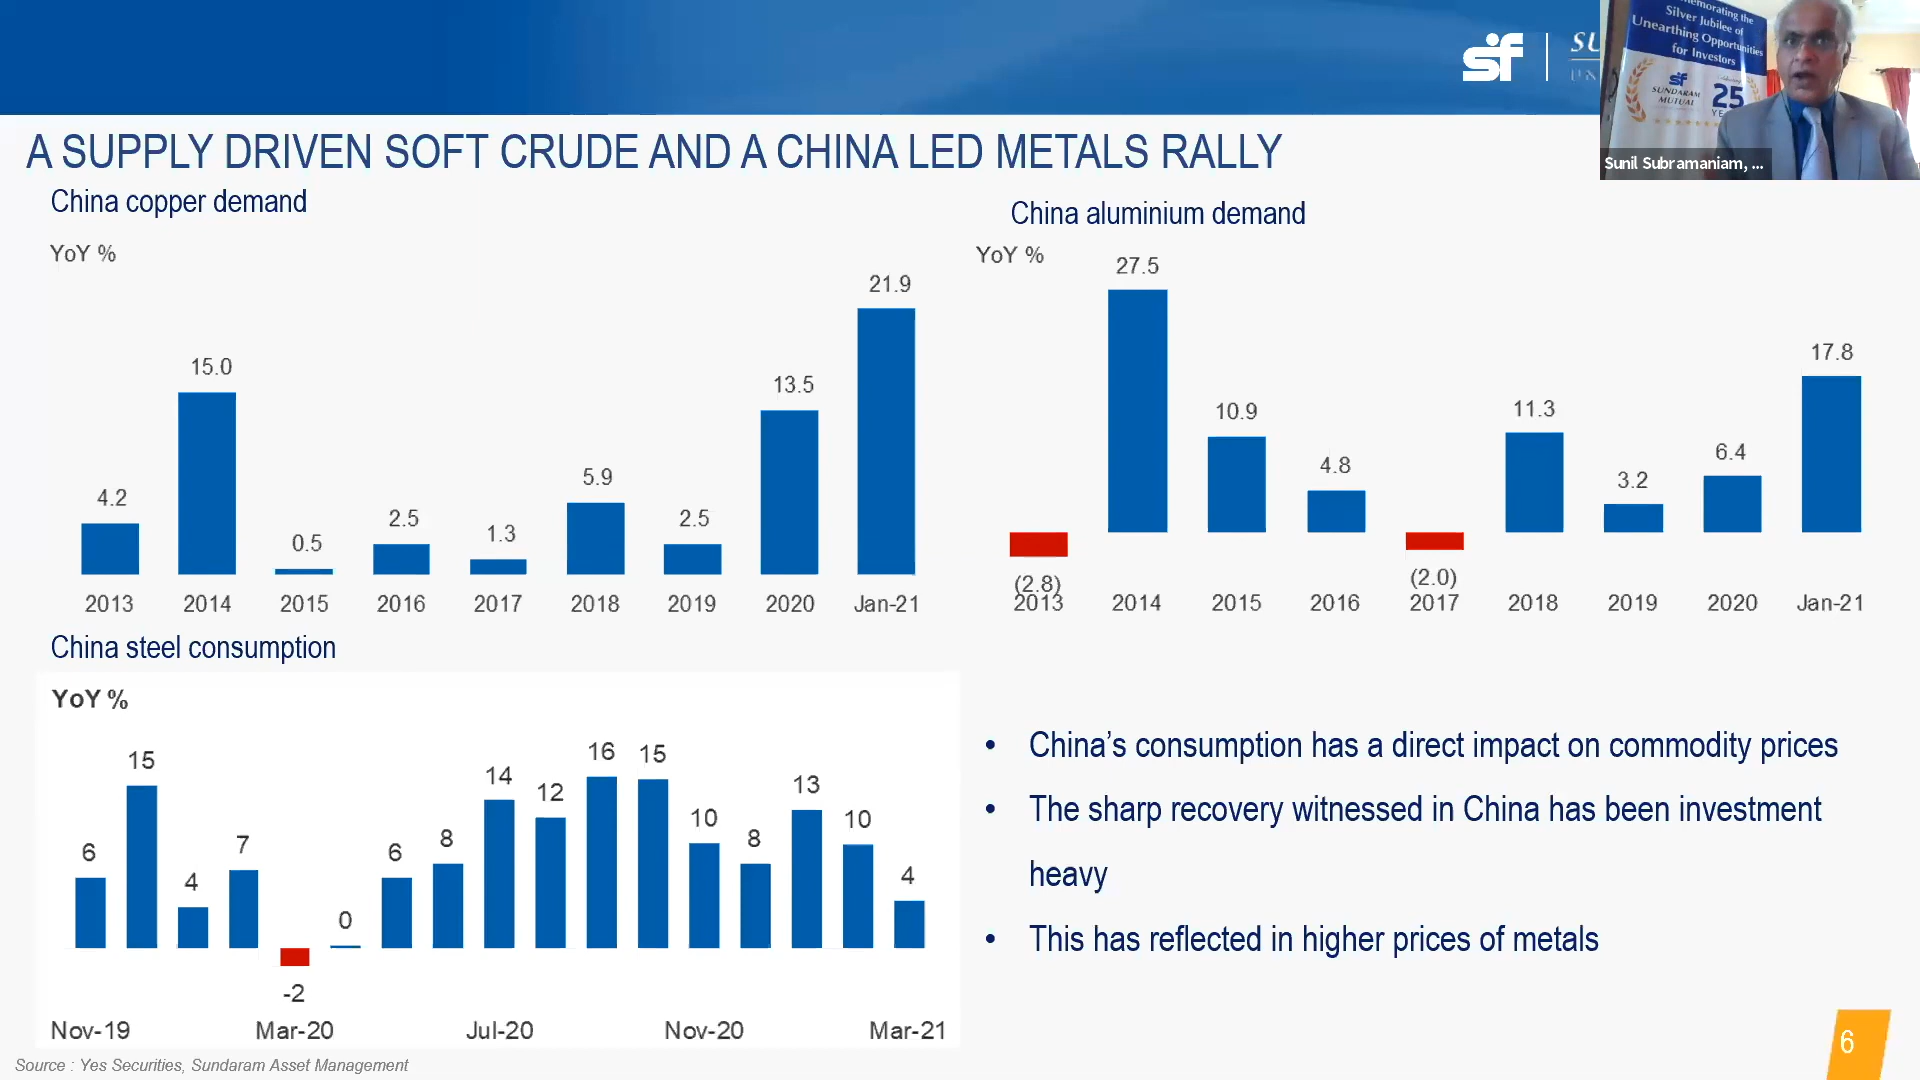 sf
SU
emorating the
Silver Jubilee of
Unearthing Opportunities
for Investors
sf
SUNDARAM
MUTUAL
25
YE
Sunil Subramaniam, ...
A SUPPLY DRIVEN SOFT CRUDE AND A CHINA LED METALS RALLY
China copper demand
YoY %
4.2
15.0
0.5
2.5
1.3
5.9
2.5
13.5
21.9
2013 2014 2015 2016 2017 2018 2019 2020 Jan-21
China aluminium demand
YoY %
(2.8)
27.5
10.9
4.8
(2.0)
11.3
3.2
6.4
17.8
2013 2014 2015 2016 2017 2018 2019 2020 Jan-21
China steel consumption
YoY %
6
15
4
7
-2
0
6
8
14
12
16
15
10
8
13
10
4
Nov-19 Mar-20 Jul-20 Nov-20 Mar-21
• China’s consumption has a direct impact on commodity prices
• The sharp recovery witnessed in China has been investment
heavy
• This has reflected in higher prices of metals
Source : Yes Securities, Sundaram Asset Management
6